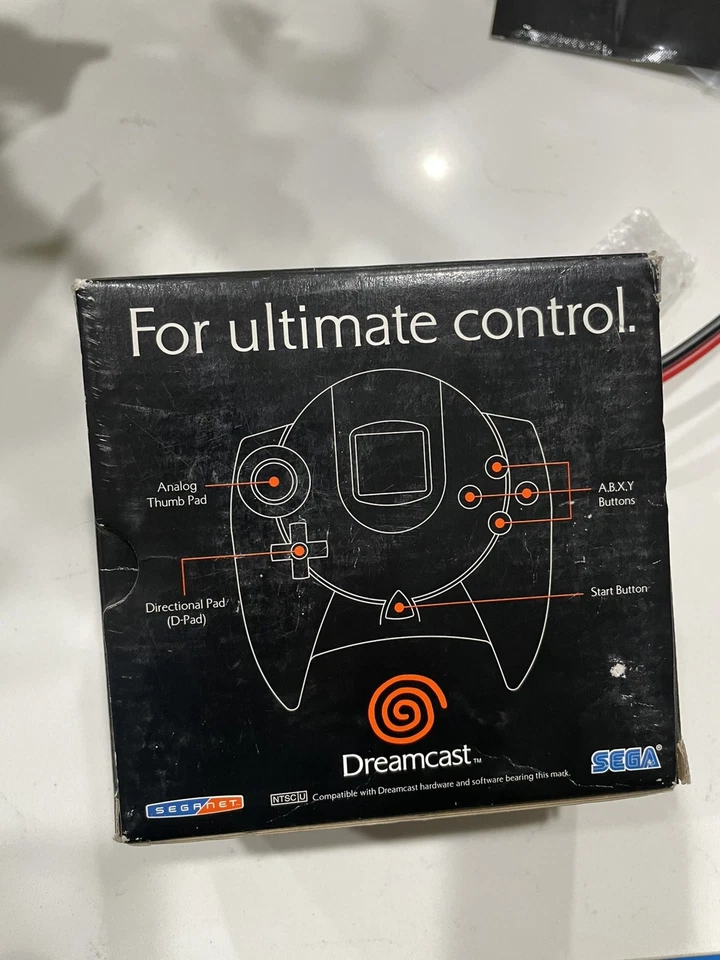 For ultimate control.
Analog
Thumb Pad
A,B,X,Y
Buttons
Directional Pad
(D-Pad)
Start Button
Dreamcast™
SEGA®
SEGANET
NTSC U Compatible with Dreamcast hardware and software bearing this mark.